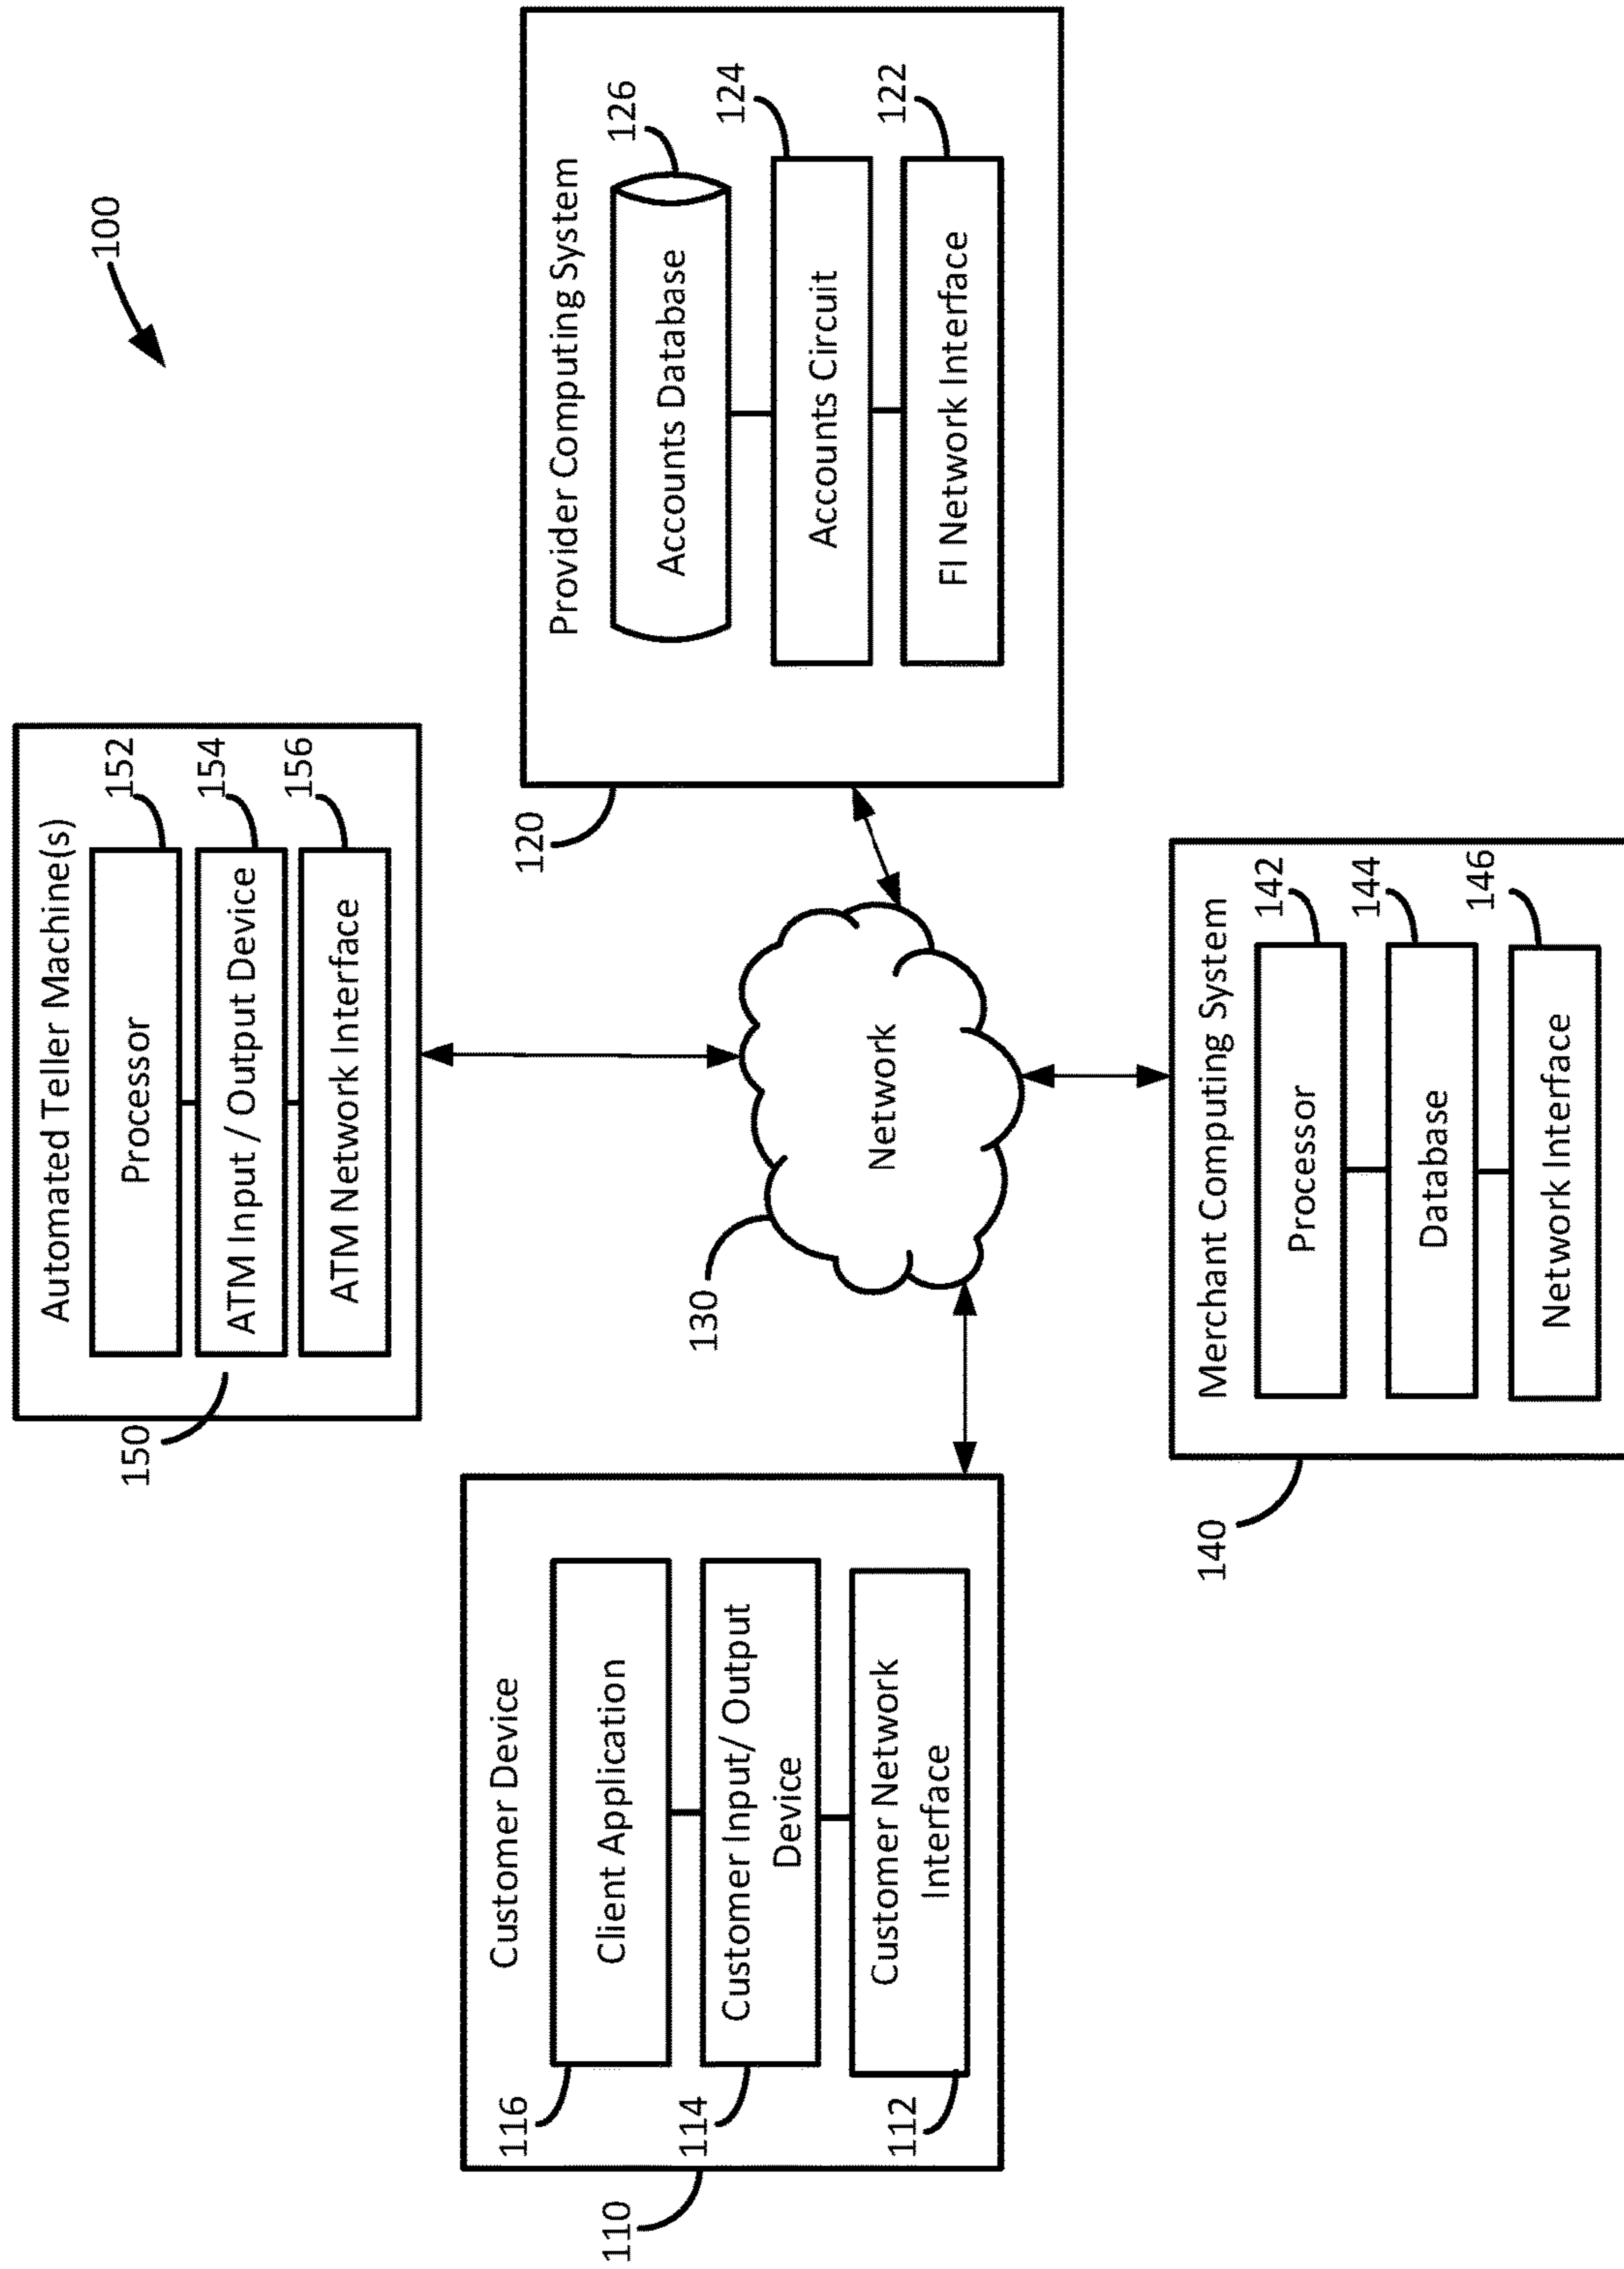 100
Automated Teller Machine(s)
Processor
152
ATM Input / Output Device
154
ATM Network Interface
156
150
Customer Device
Client Application
116
Customer Input/ Output
Device
114
Customer Network
Interface
112
110
Network
130
Provider Computing System
Accounts Database
126
Accounts Circuit
124
FI Network Interface
122
120
Merchant Computing System
Processor
142
Database
144
Network Interface
146
140